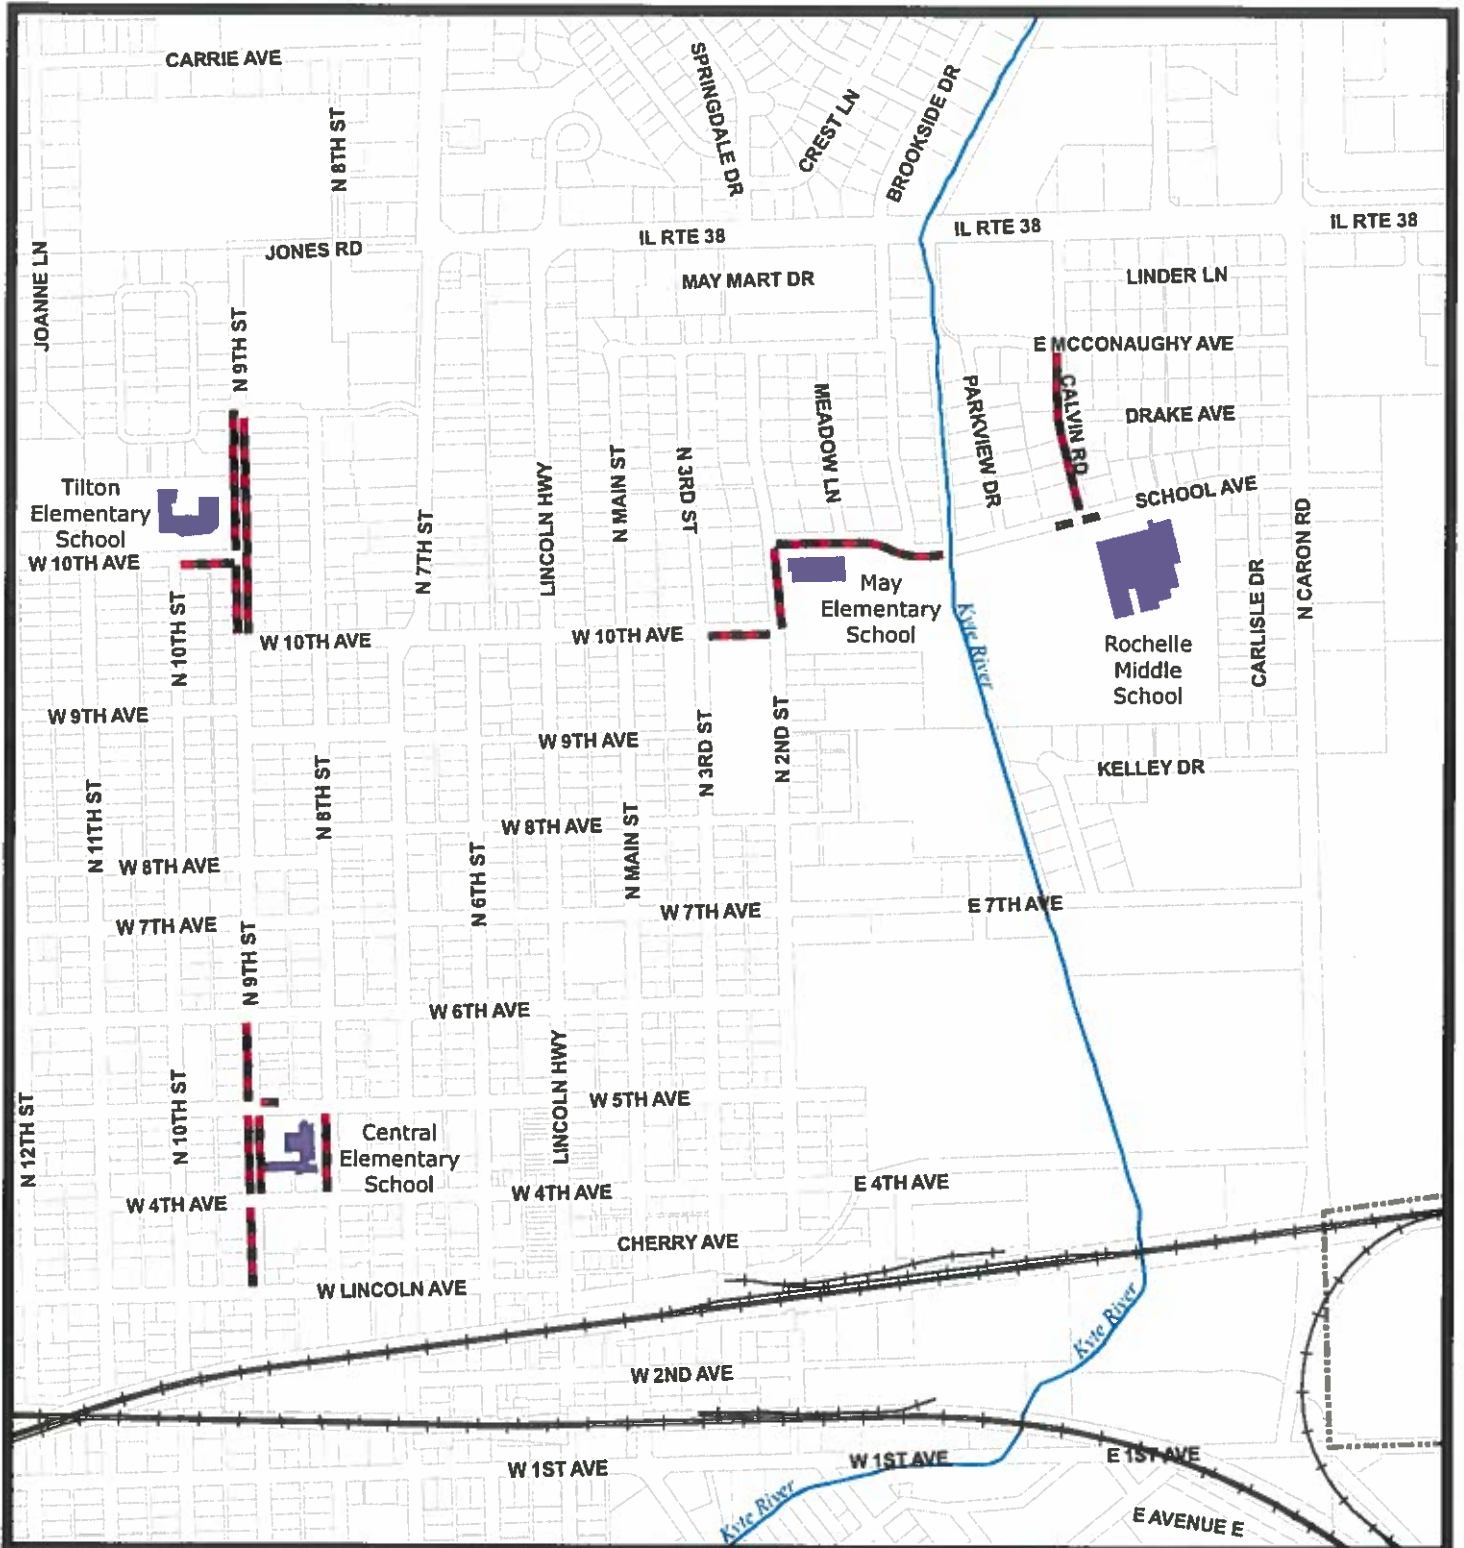 CARRIE AVE
SPRINGDALE DR
CREST LN
BROOKSIDE DR
N 8TH ST
IL RTE 38
IL RTE 38
IL RTE 38
JONES RD
JOANNE LN
MAY MART DR
LINDER LN
N 9TH ST
E MCCONAUGHY AVE
CALVIN RD
PARKVIEW DR
MEADOW LN
DRAKE AVE
SCHOOL AVE
Tilton
Elementary
School
W 10TH AVE
N 7TH ST
LINCOLN HWY
N MAIN ST
N 3RD ST
N CARON RD
CARLISLE DR
May
Elementary
School
Kyte River
Rochelle
Middle
School
N 10TH ST
W 10TH AVE
W 10TH AVE
W 9TH AVE
W 9TH AVE
N 3RD ST
N 2ND ST
KELLEY DR
N 11TH ST
N 8TH ST
W 8TH AVE
W 8TH AVE
N MAIN ST
N 6TH ST
W 7TH AVE
W 7TH AVE
E 7TH AVE
N 9TH ST
W 6TH AVE
LINCOLN HWY
W 5TH AVE
N 12TH ST
N 10TH ST
Central
Elementary
School
W 4TH AVE
W 4TH AVE
E 4TH AVE
CHERRY AVE
W LINCOLN AVE
Kyte River
W 2ND AVE
W 1ST AVE
W 1ST AVE
E 1ST AVE
Kyte River
E AVENUE E